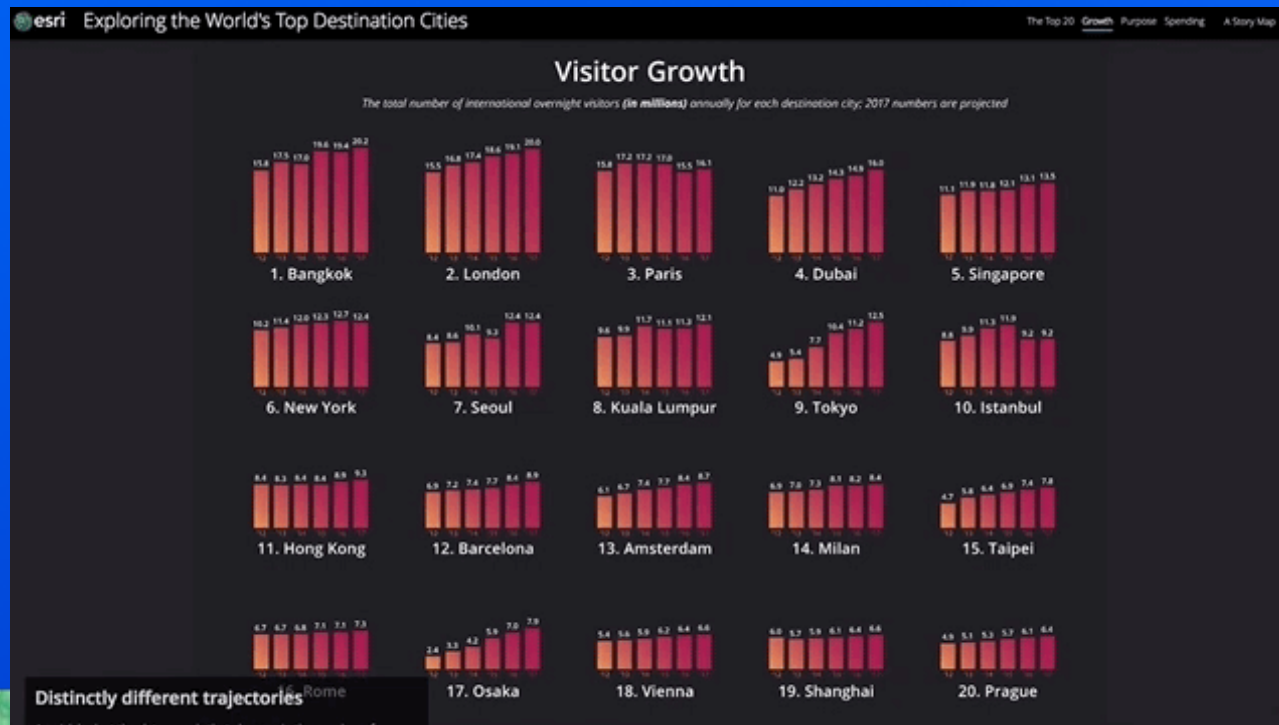 esri Exploring the World's Top Destination Cities
The Top 20 Growth Purpose Spending A Story Map
Visitor Growth
The total number of international overnight visitors (in millions) annually for each destination city; 2017 numbers are projected
15.8 17.5 17.0 19.6 19.4 20.2
15.5 16.8 17.4 18.6 19.1 20.0
15.8 17.2 17.2 17.0 15.5 16.1
11.0 12.2 13.2 14.3 14.9 16.0
11.1 11.9 11.8 12.1 13.1 13.5
1. Bangkok
2. London
3. Paris
4. Dubai
5. Singapore
10.2 11.4 12.0 12.3 12.7 12.4
8.4 8.6 10.1 9.3 12.4 12.4
9.6 9.9 11.7 11.1 11.3 12.1
4.9 5.4 7.7 10.4 11.2 12.5
8.8 9.9 11.3 11.9 9.2 9.2
6. New York
7. Seoul
8. Kuala Lumpur
9. Tokyo
10. Istanbul
8.4 8.3 8.4 8.4 8.9 9.3
6.9 7.2 7.4 7.7 8.4 8.9
6.1 6.7 7.4 7.7 8.4 8.7
6.9 7.0 7.3 8.1 8.2 8.4
4.7 5.8 6.4 6.9 7.4 7.8
11. Hong Kong
12. Barcelona
13. Amsterdam
14. Milan
15. Taipei
6.7 6.7 6.8 7.1 7.1 7.3
2.4 3.3 4.2 5.9 7.0 7.9
5.4 5.6 5.9 6.2 6.4 6.6
6.0 5.7 5.9 6.1 6.4 6.6
4.9 5.1 5.3 5.7 6.1 6.4
16. Rome
17. Osaka
18. Vienna
19. Shanghai
20. Prague
Distinctly different trajectories